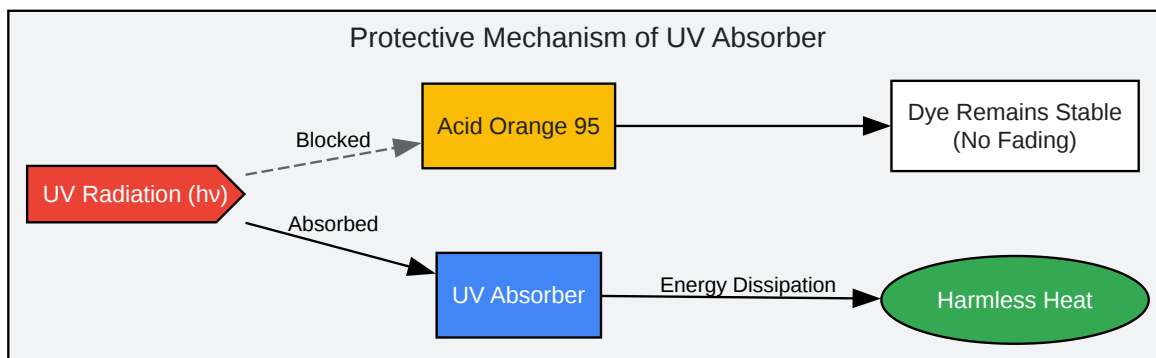 Protective Mechanism of UV Absorber
UV Radiation (hν)
Blocked
Acid Orange 95
Dye Remains Stable
(No Fading)
Absorbed
UV Absorber
Energy Dissipation
Harmless Heat